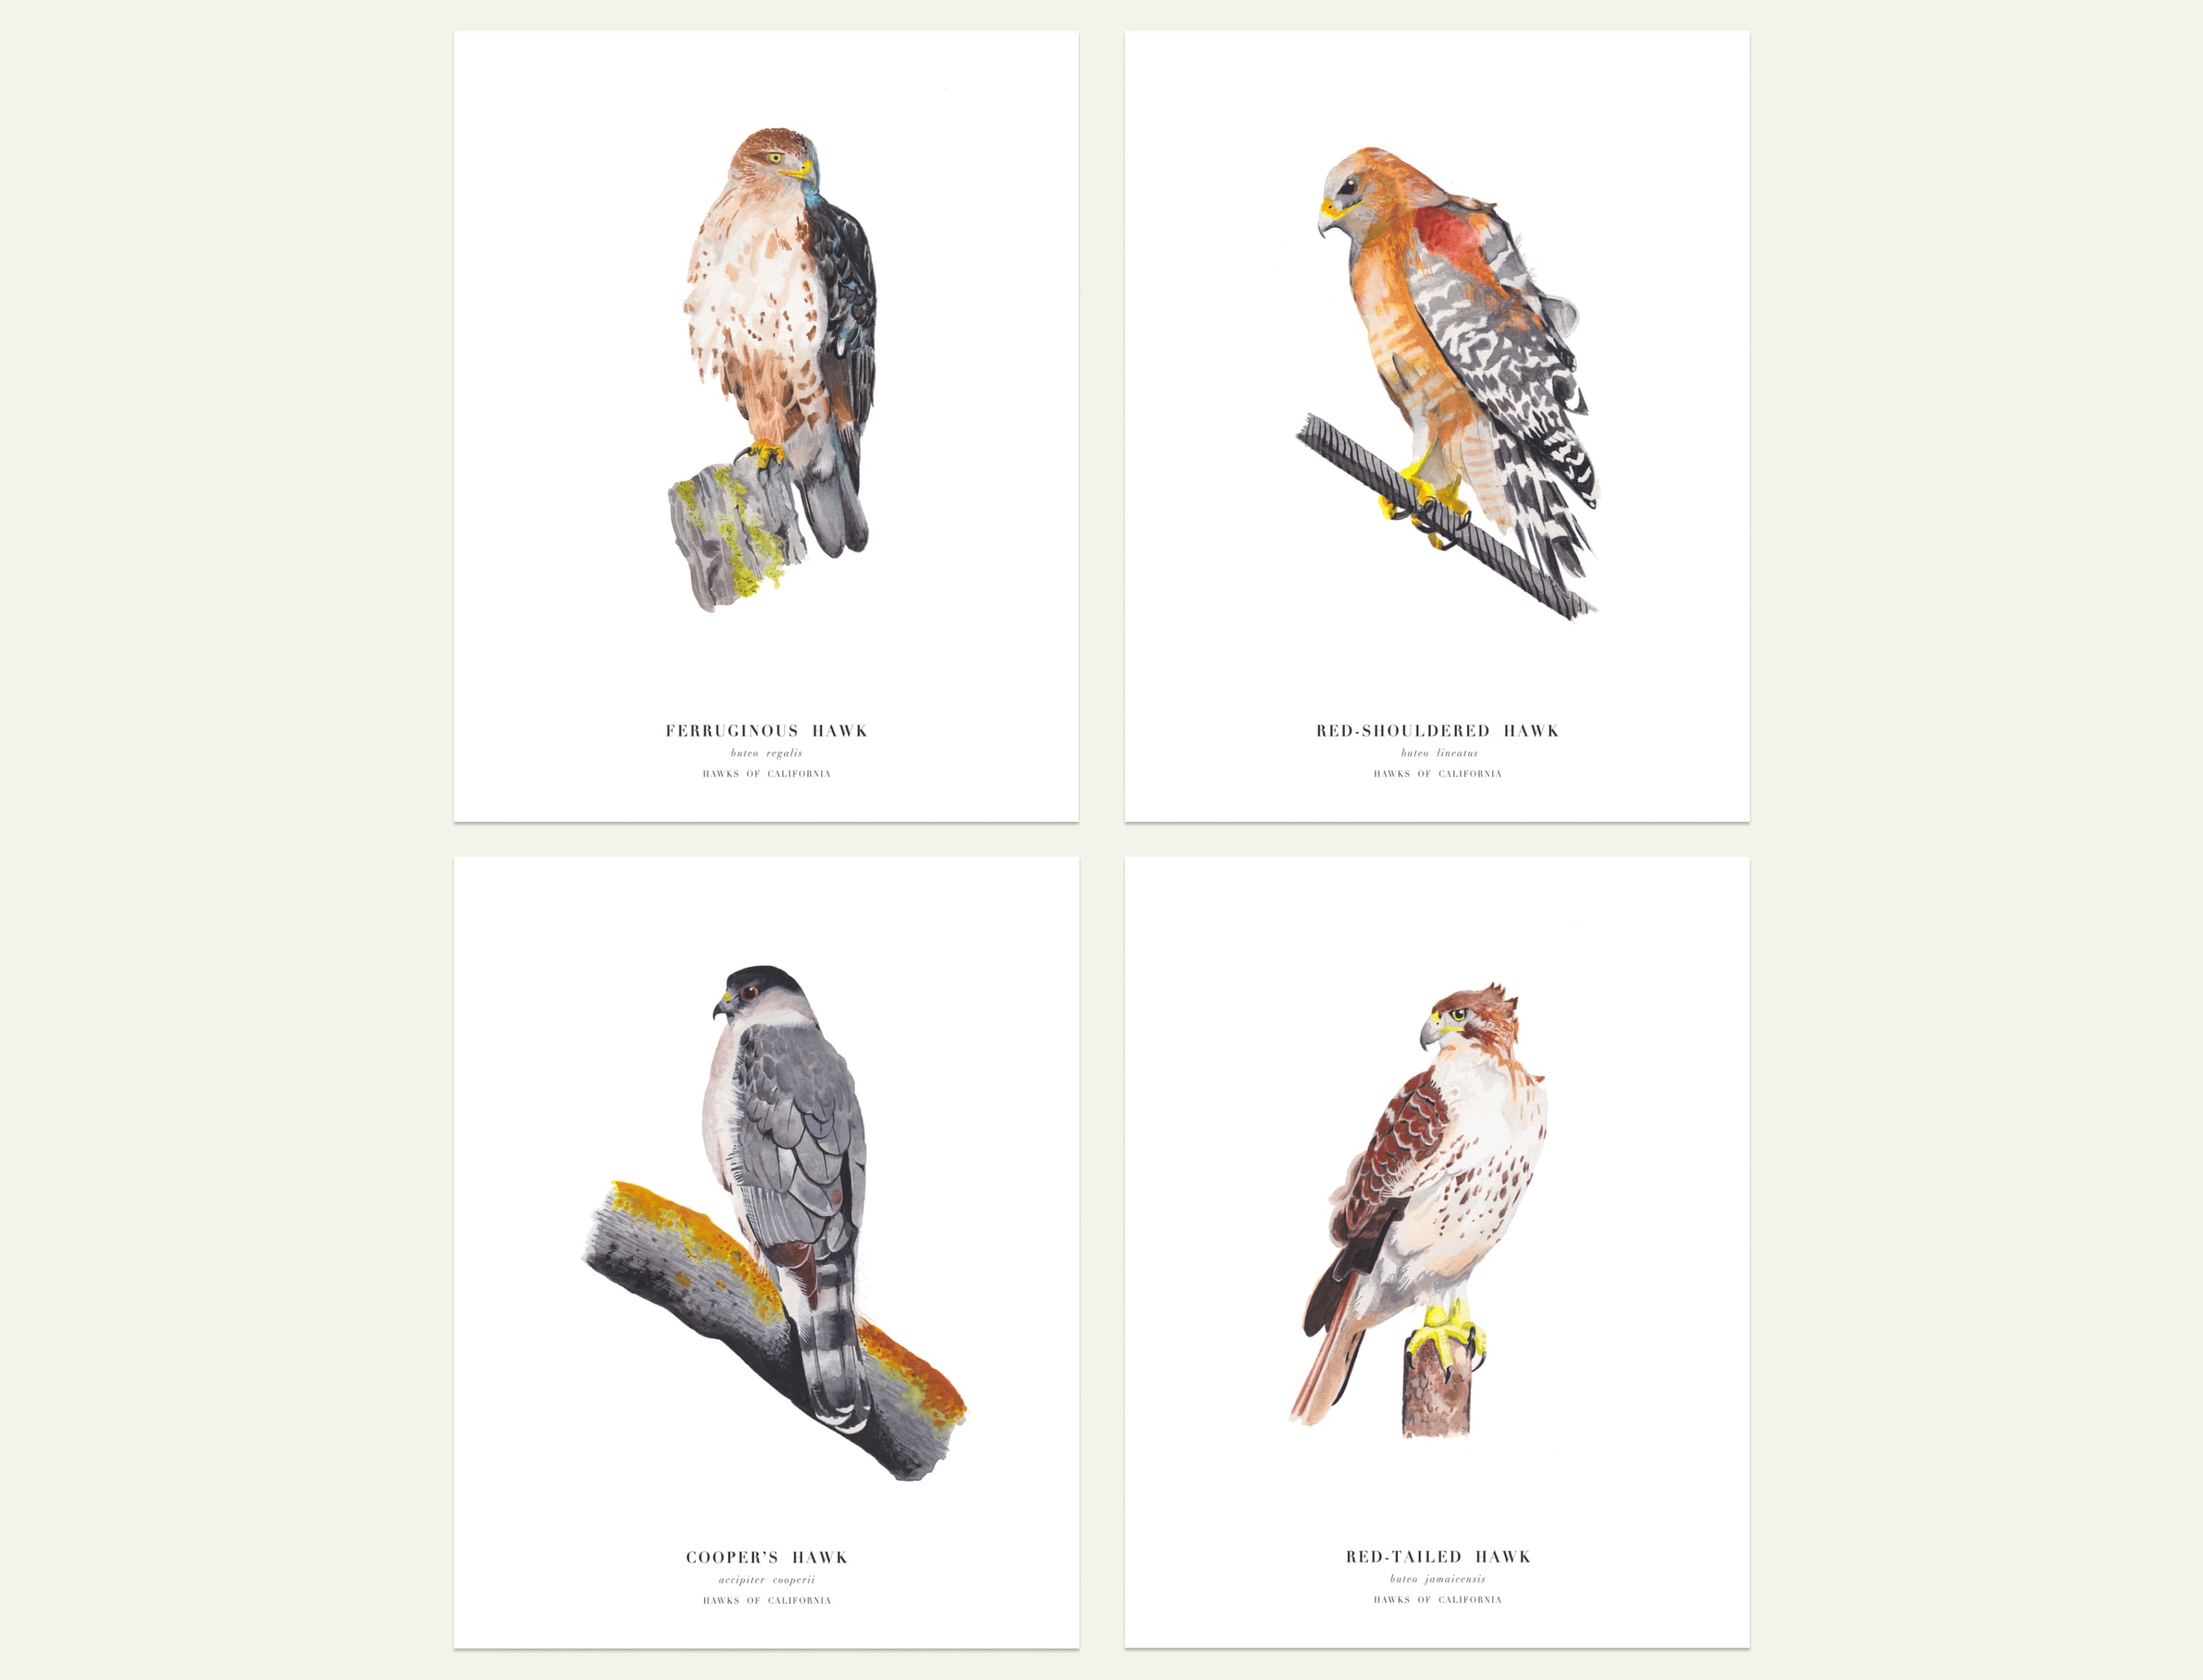 FERRUGINOUS HAWK
buteo regalis
HAWKS OF CALIFORNIA
RED-SHOULDERED HAWK
buteo lineatus
HAWKS OF CALIFORNIA
COOPER’S HAWK
accipiter cooperii
HAWKS OF CALIFORNIA
RED-TAILED HAWK
buteo jamaicensis
HAWKS OF CALIFORNIA